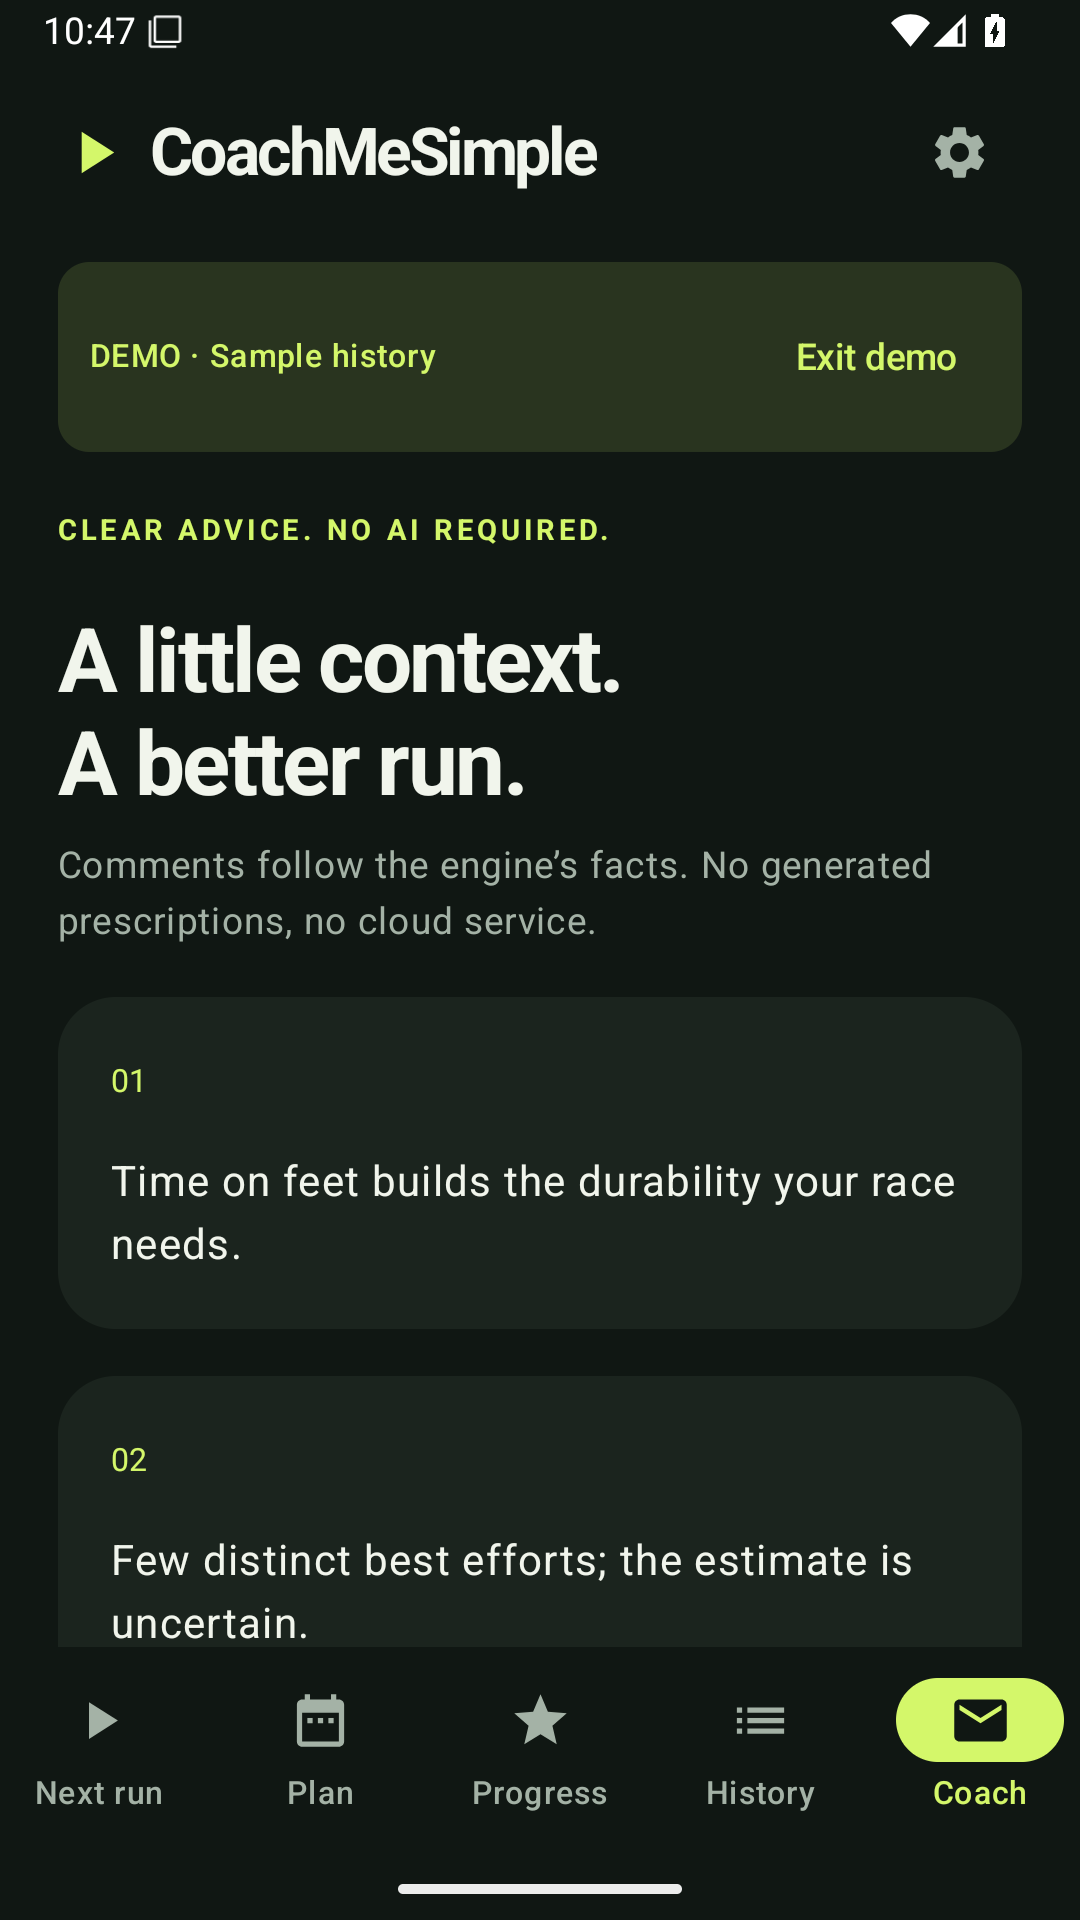 10:47
CoachMeSimple
DEMO · Sample history
Exit demo
CLEAR ADVICE. NO AI REQUIRED.
A little context.
A better run.
Comments follow the engine’s facts. No generated
prescriptions, no cloud service.
01
Time on feet builds the durability your race
needs.
02
Few distinct best efforts; the estimate is
uncertain.
Next run
Plan
Progress
History
Coach